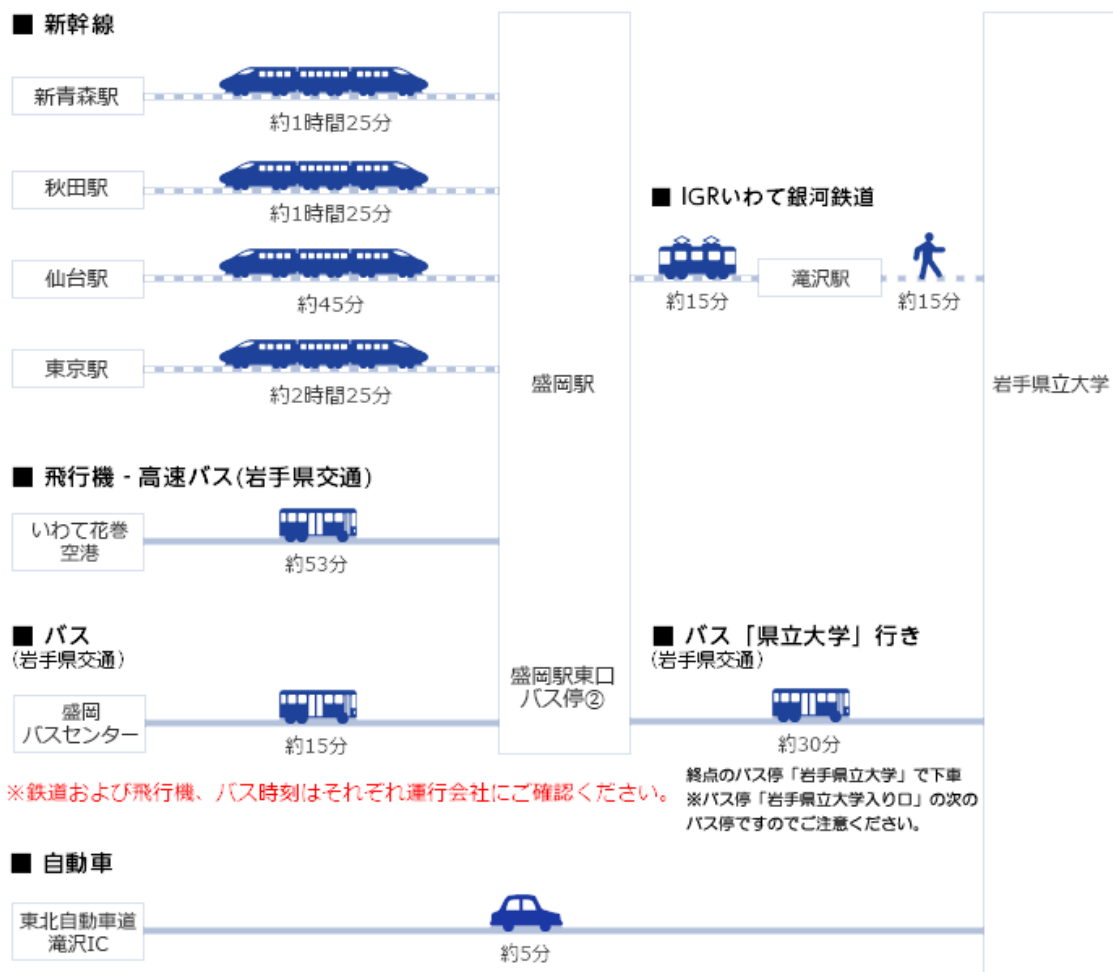 ■ 新幹線
新青森駅
約1時間25分
秋田駅
約1時間25分
仙台駅
約45分
東京駅
約2時間25分
盛岡駅
■ IGRいわて銀河鉄道
約15分
滝沢駅
約15分
岩手県立大学
■ 飛行機 - 高速バス(岩手県交通)
いわて花巻
空港
約53分
■ バス
(岩手県交通)
盛岡
バスセンター
約15分
盛岡駅東口
バス停②
■ バス「県立大学」行き
(岩手県交通)
約30分
終点のバス停「岩手県立大学」で下車
※バス停「岩手県立大学入り口」の次の
バス停ですのでご注意ください。
※鉄道および飛行機、バス時刻はそれぞれ運行会社にご確認ください。
■ 自動車
東北自動車道
滝沢IC
約5分